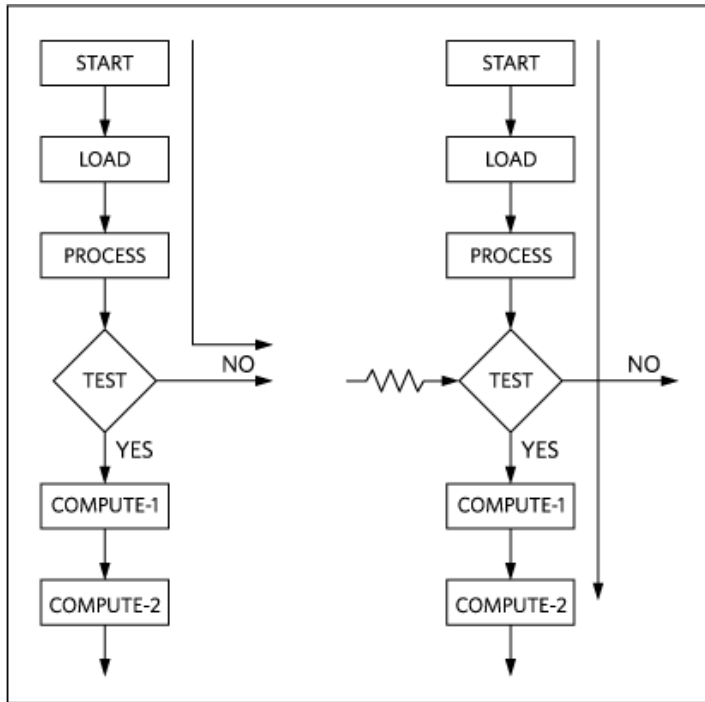 START
LOAD
PROCESS
TEST
NO
YES
COMPUTE-1
COMPUTE-2
START
LOAD
PROCESS
TEST
NO
YES
COMPUTE-1
COMPUTE-2